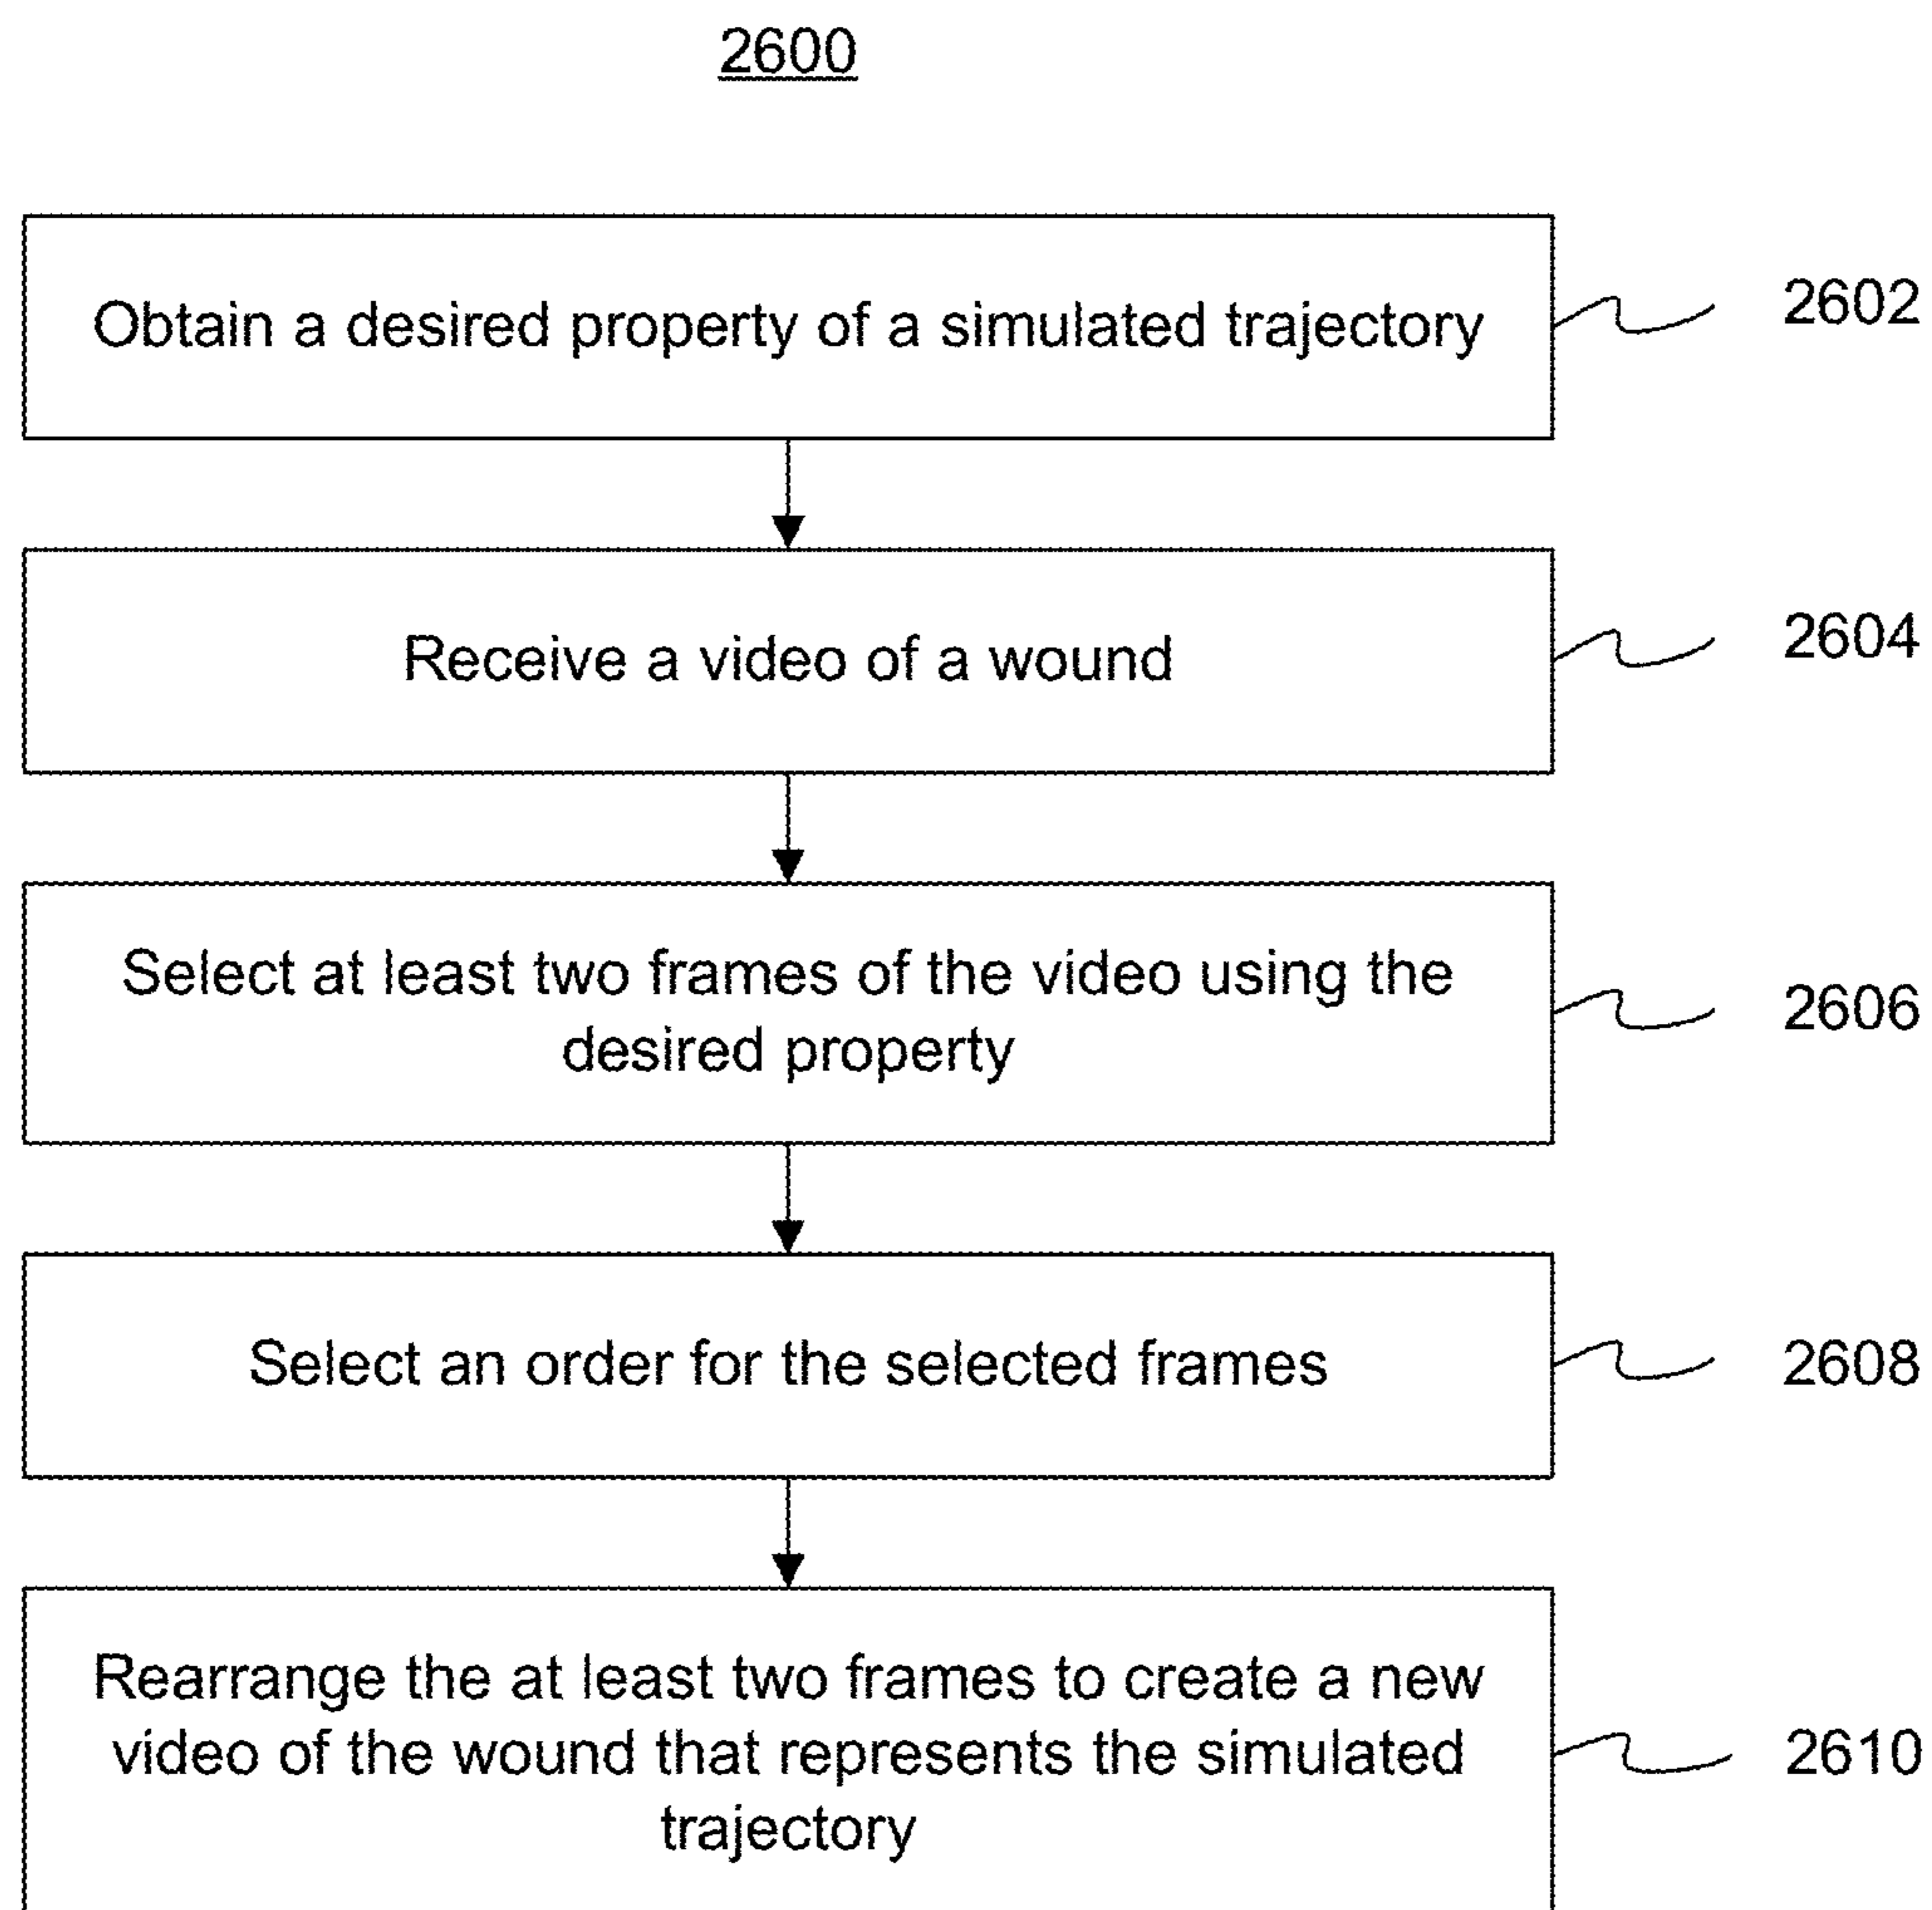 2600
Obtain a desired property of a simulated trajectory
2602
Receive a video of a wound
2604
Select at least two frames of the video using the
desired property
2606
Select an order for the selected frames
2608
Rearrange the at least two frames to create a new
video of the wound that represents the simulated
trajectory
2610